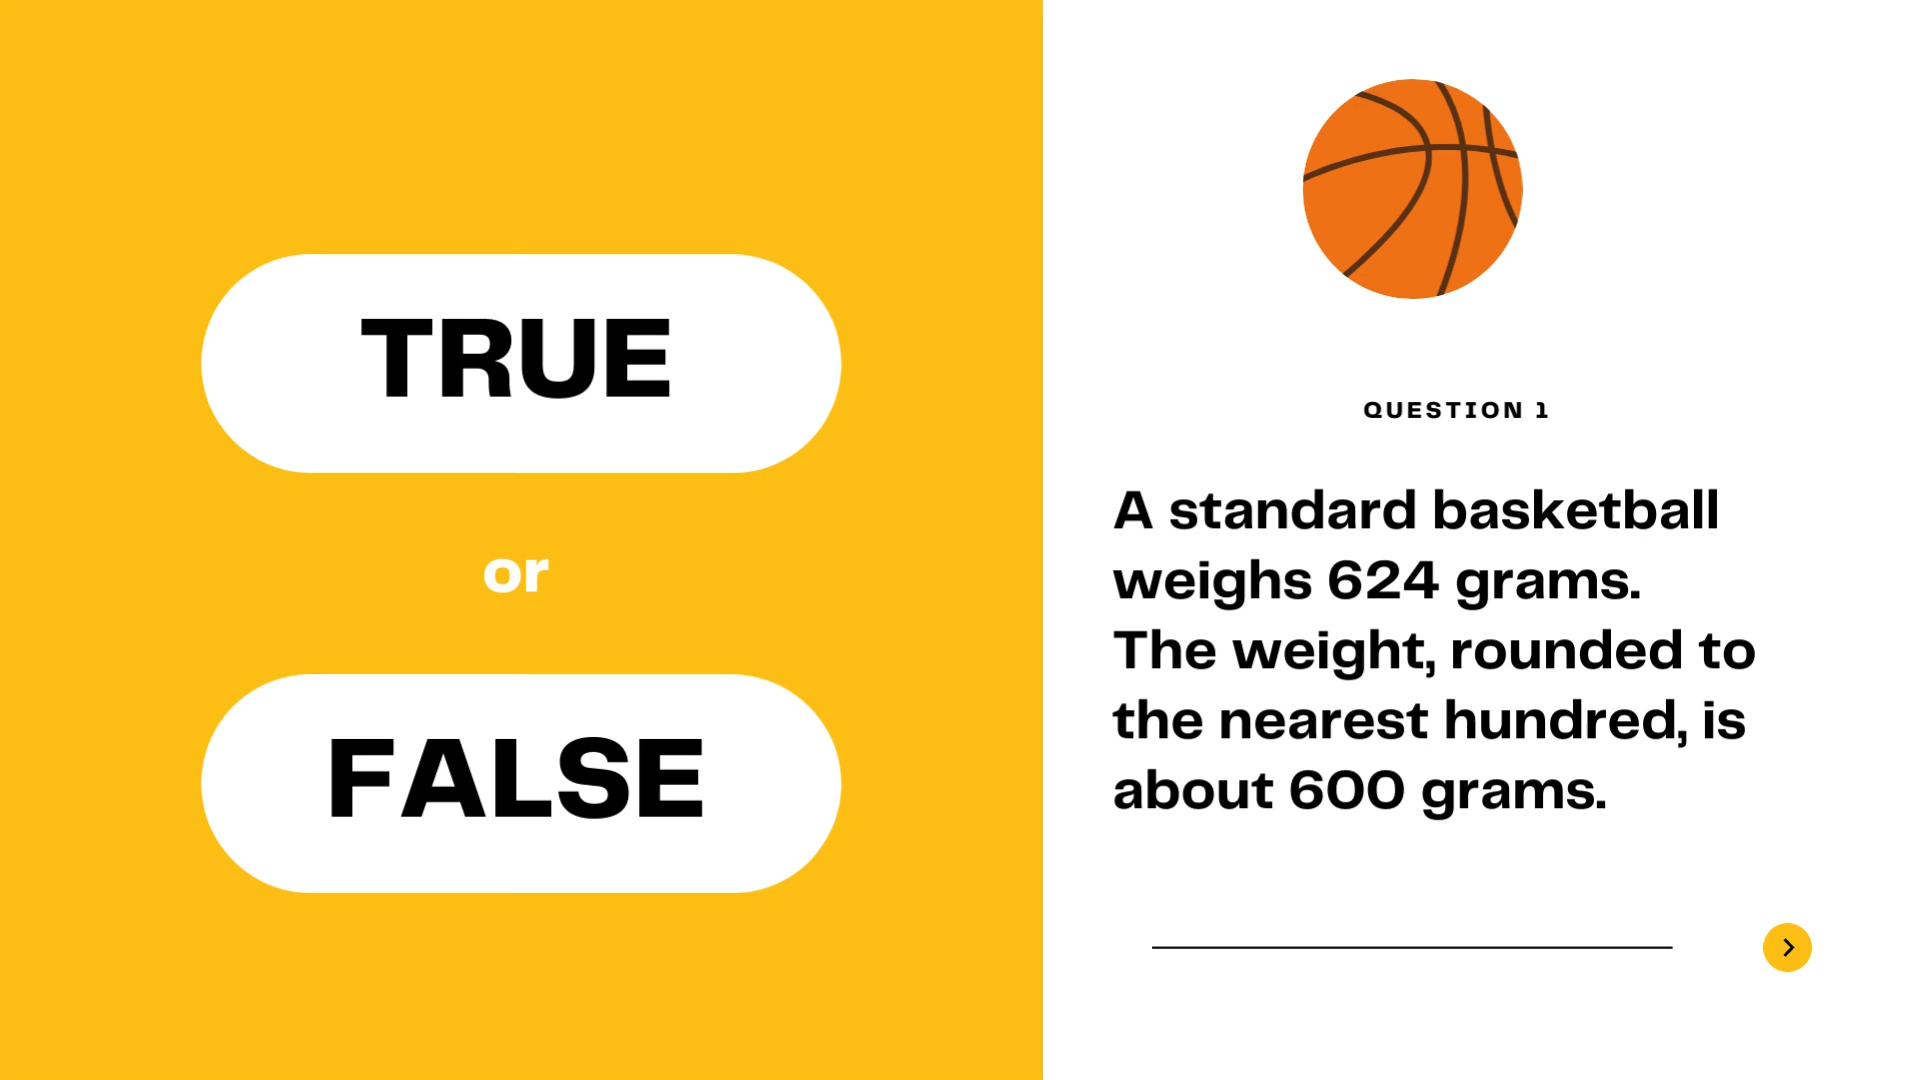 TRUE
or
FALSE
QUESTION 1
A standard basketball
weighs 624 grams.
The weight, rounded to
the nearest hundred, is
about 600 grams.